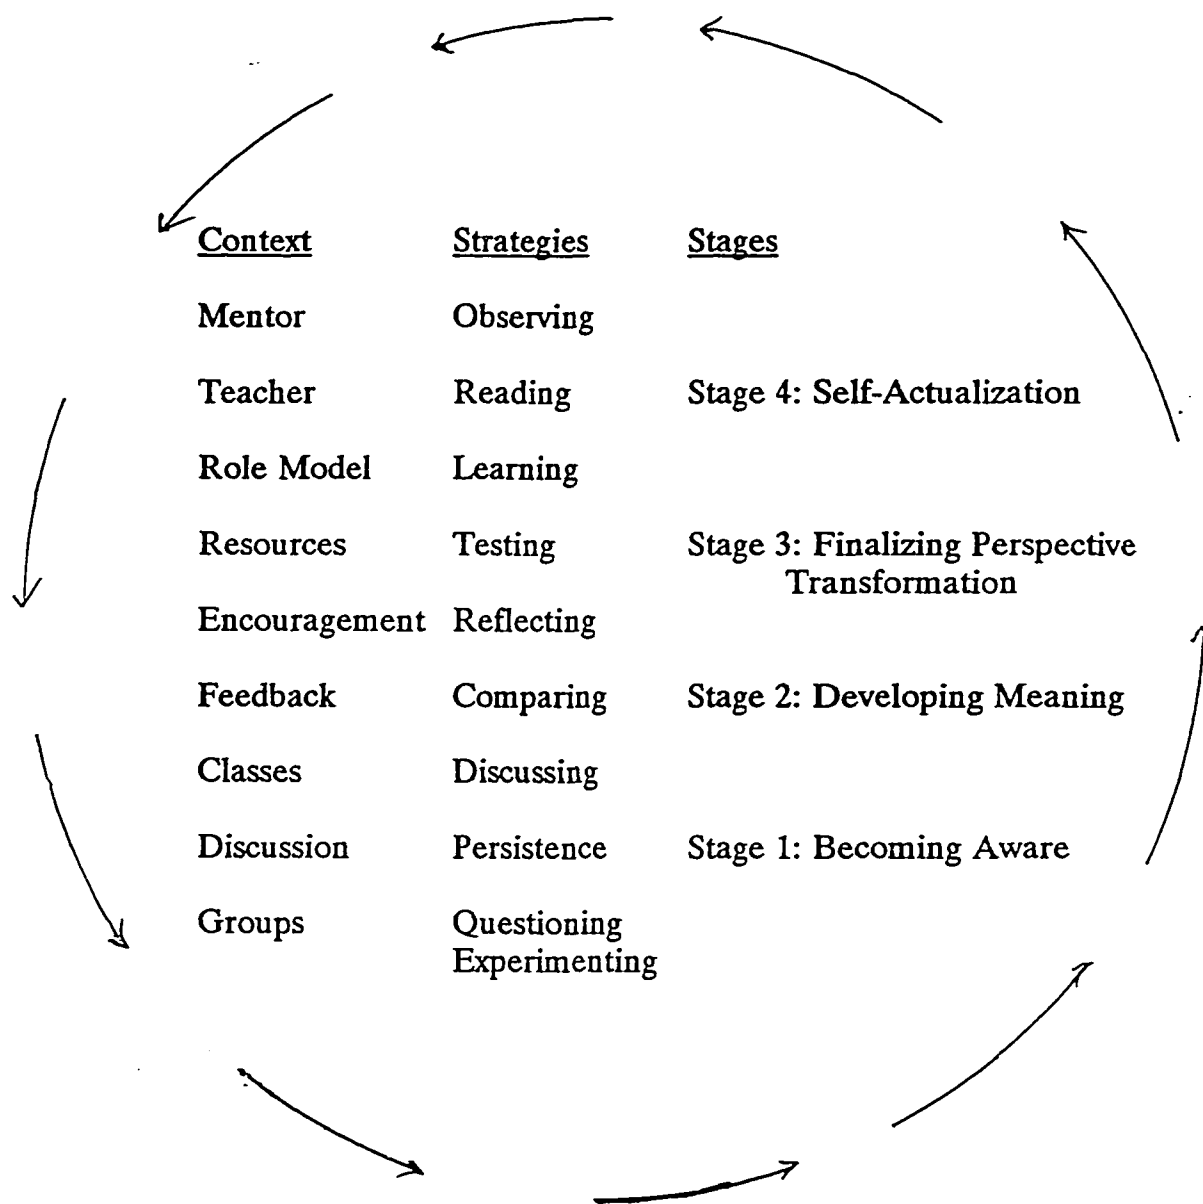 Context Strategies Stages
Mentor Observing
Teacher Reading Stage 4: Self-Actualization
Role Model Learning
Resources Testing Stage 3: Finalizing Perspective
Transformation
Encouragement Reflecting
Feedback Comparing Stage 2: Developing Meaning
Classes Discussing
Discussion Persistence Stage 1: Becoming Aware
Groups Questioning
Experimenting